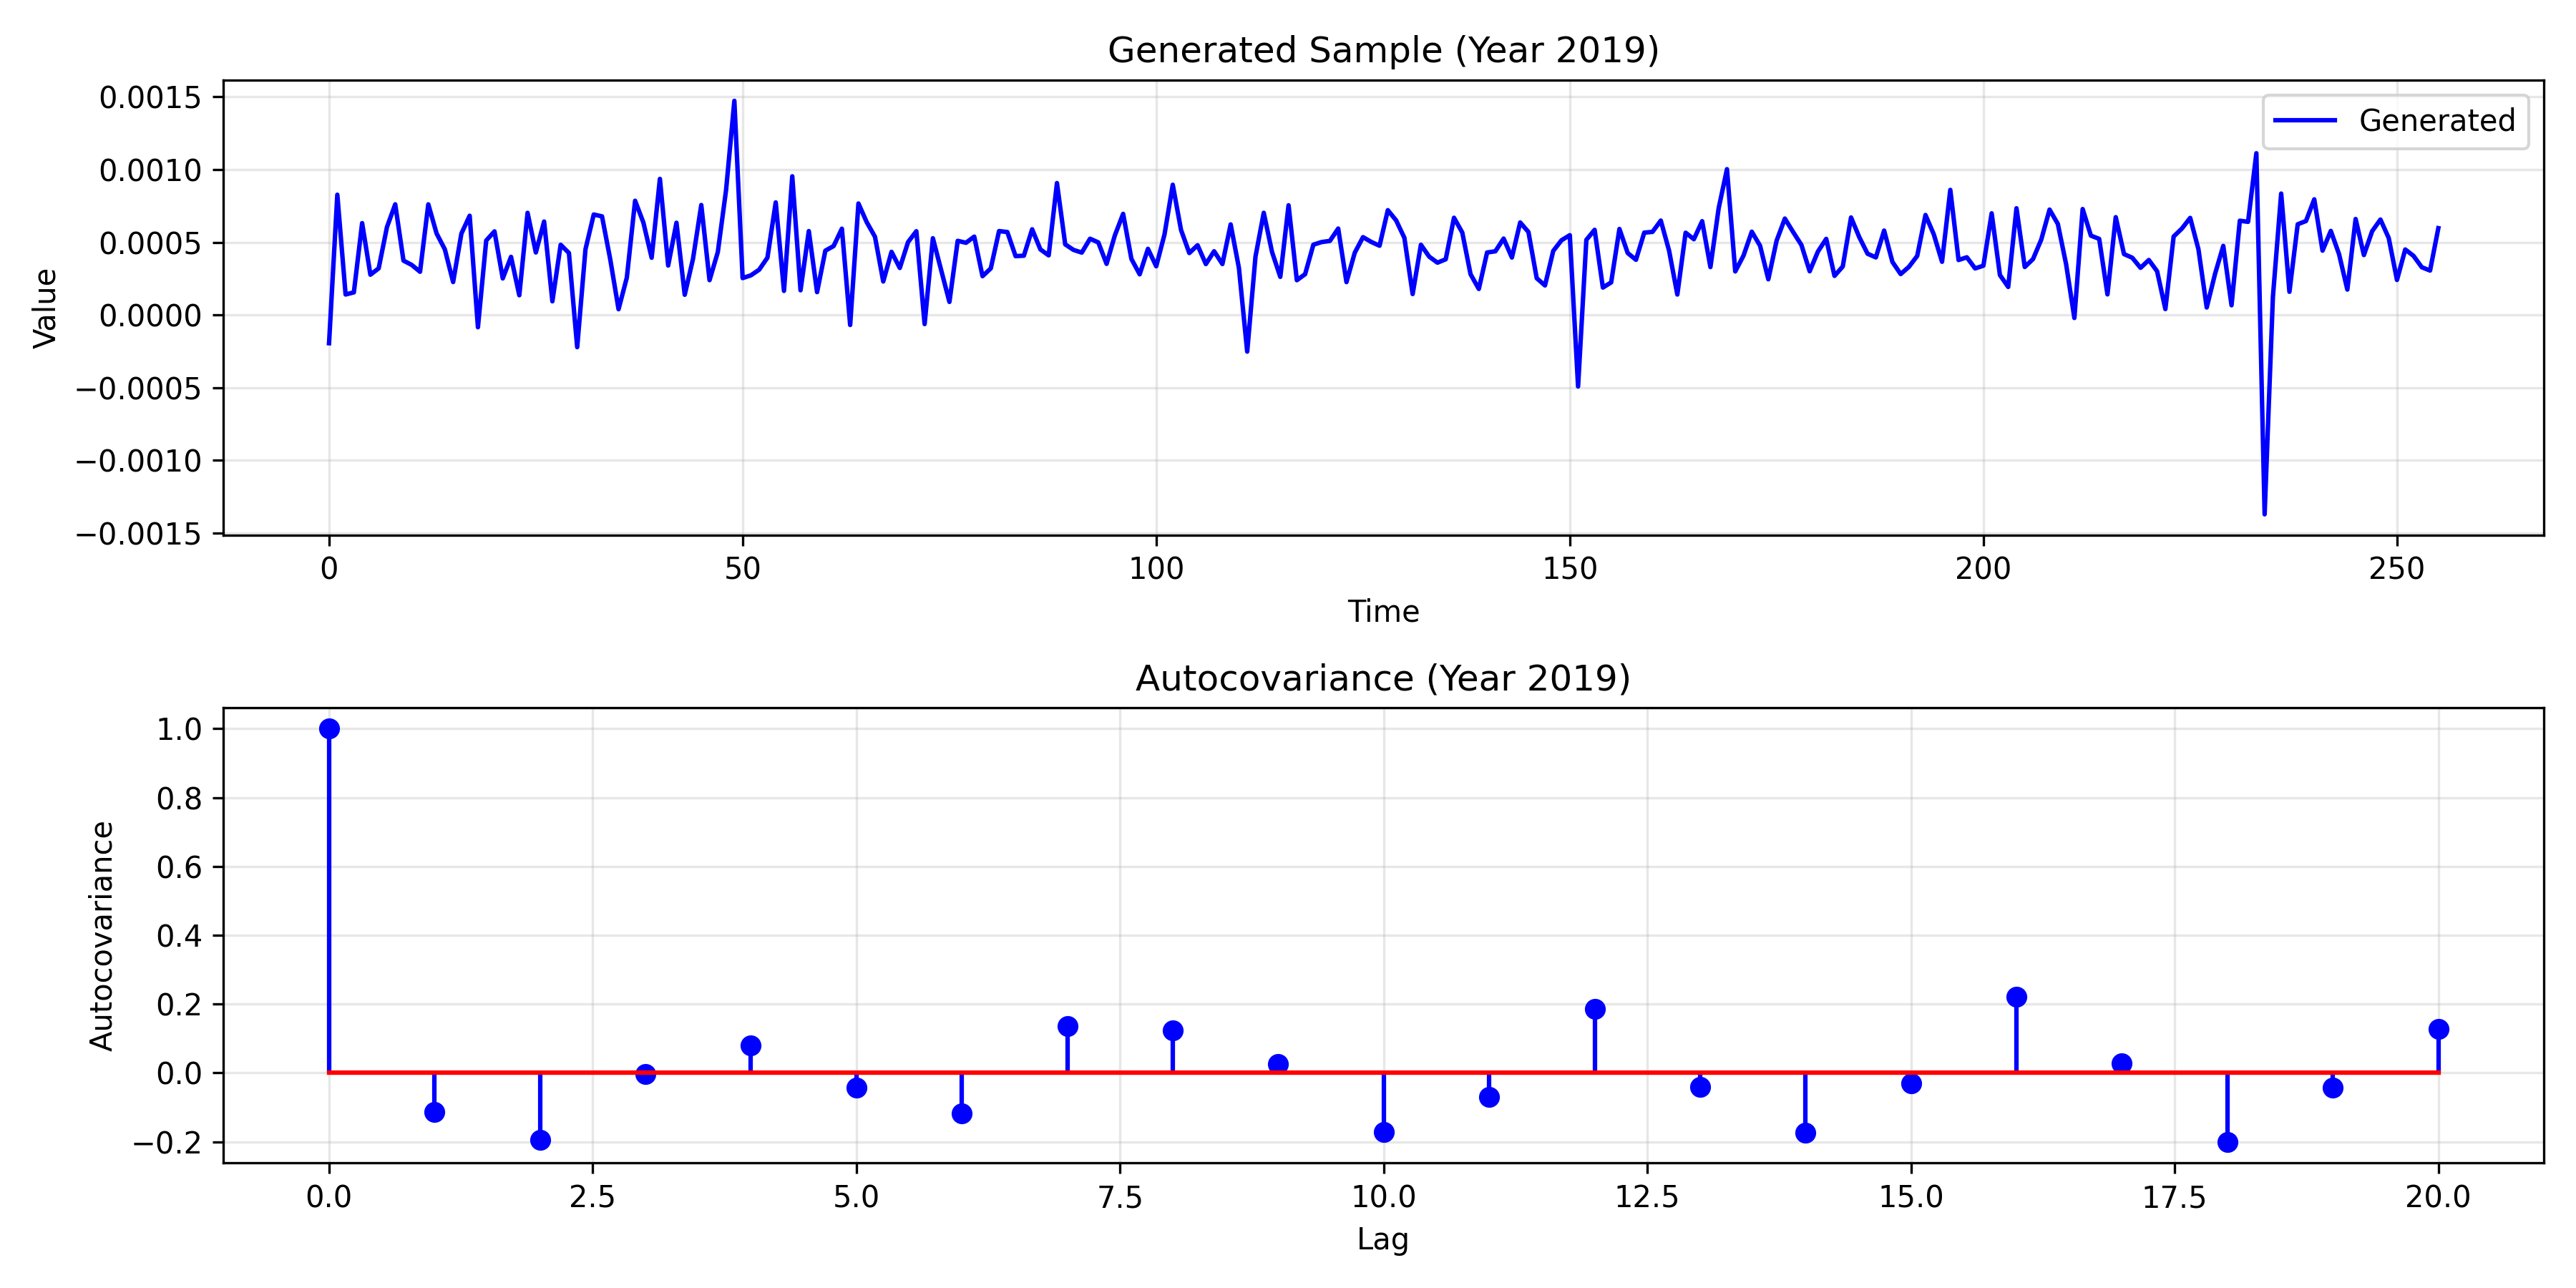 Generated Sample (Year 2019)
0.0015
0.0010
0.0005
0.0000
−0.0005
−0.0010
−0.0015
Value
Generated
0 50 100 150 200 250
Time
Autocovariance (Year 2019)
1.0
0.8
0.6
0.4
0.2
0.0
−0.2
Autocovariance
0.0 2.5 5.0 7.5 10.0 12.5 15.0 17.5 20.0
Lag